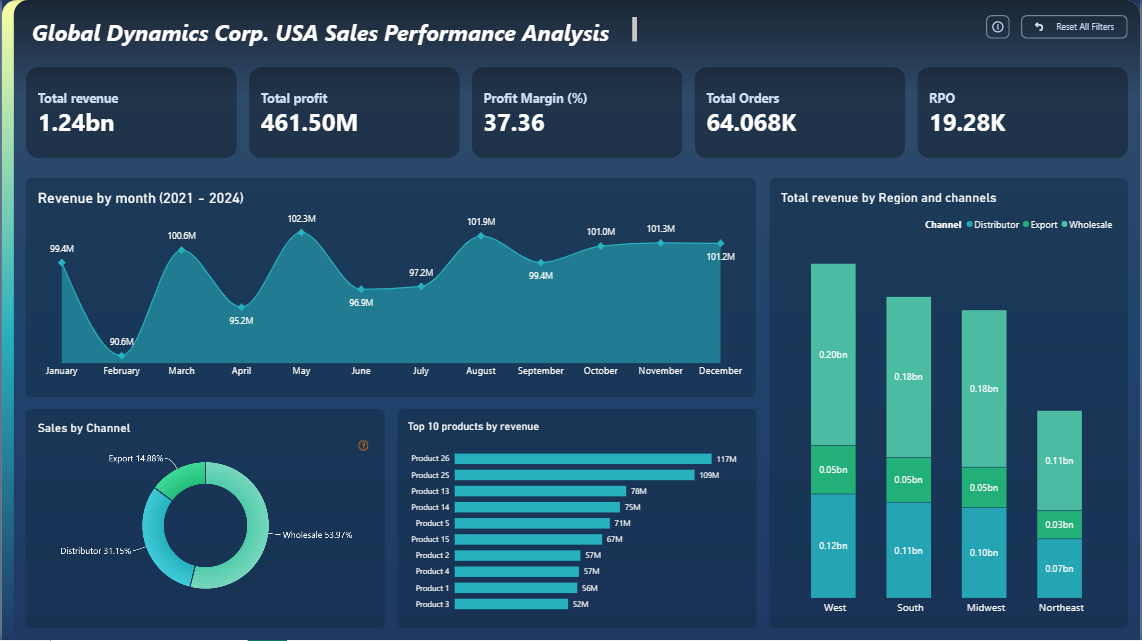 Global Dynamics Corp. USA Sales Performance Analysis
Reset All Filters
Total revenue
1.24bn
Total profit
461.50M
Profit Margin (%)
37.36
Total Orders
64.068K
RPO
19.28K
Revenue by month (2021 - 2024)
99.4M
90.6M
100.6M
95.2M
102.3M
96.9M
97.2M
101.9M
99.4M
101.0M
101.3M
101.2M
January February March April May June July August September October November December
Total revenue by Region and channels
Channel Distributor Export Wholesale
0.20bn
0.05bn
0.12bn
0.18bn
0.05bn
0.11bn
0.18bn
0.05bn
0.10bn
0.11bn
0.03bn
0.07bn
West South Midwest Northeast
Sales by Channel
?
Export 14.88%
Distributor 31.15%
Wholesale 53.97%
Top 10 products by revenue
Product 26 117M
Product 25 109M
Product 13 78M
Product 14 75M
Product 5 71M
Product 15 67M
Product 2 57M
Product 4 57M
Product 1 56M
Product 3 52M